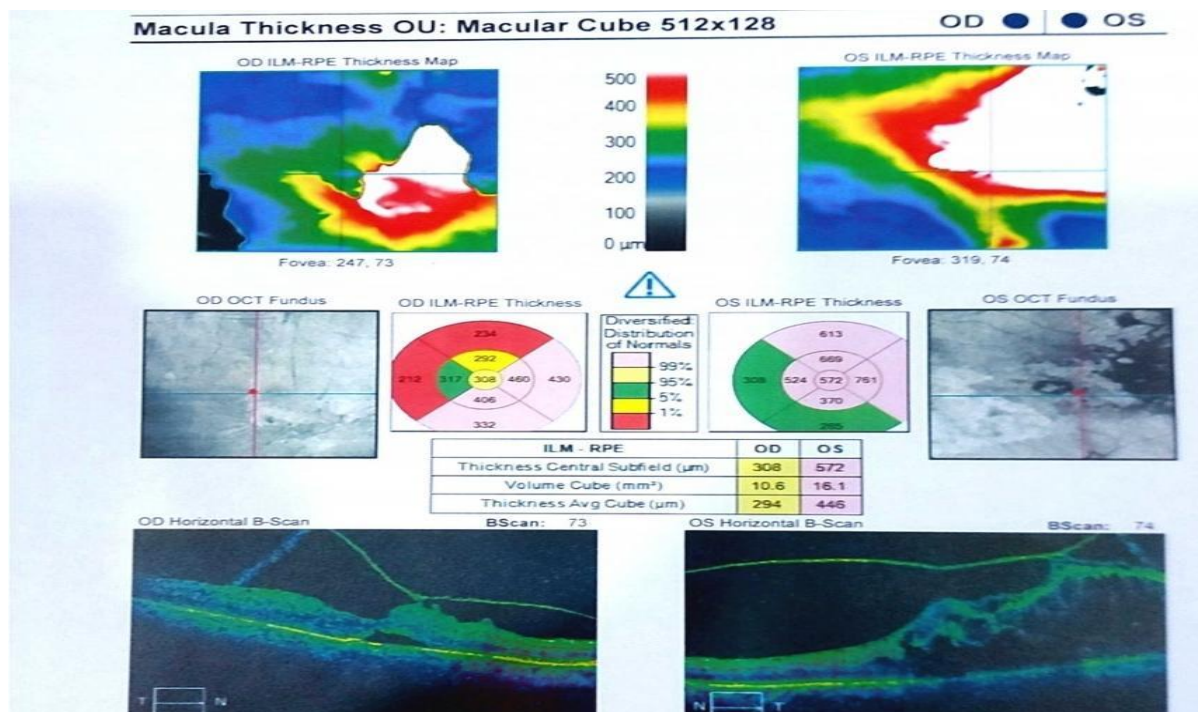 Macula Thickness OU: Macular Cube 512x128 OD OS
OD ILM-RPE Thickness Map OS ILM-RPE Thickness Map
500
400
300
200
100
0 µm
Fovea: 247, 73 Fovea: 319, 74
OD OCT Fundus OD ILM-RPE Thickness OS ILM-RPE Thickness OS OCT Fundus
Diversified
Distribution
of Normals
99%
95%
5%
1%
234
292
212 317 308 460 430
406
332
613
669
308 524 572 761
370
265
ILM - RPE OD OS
Thickness Central Subfield (µm) 308 572
Volume Cube (mm³) 10.6 16.1
Thickness Avg Cube (µm) 294 446
OD Horizontal B-Scan BScan: 73 OS Horizontal B-Scan BScan: 74
T N N T